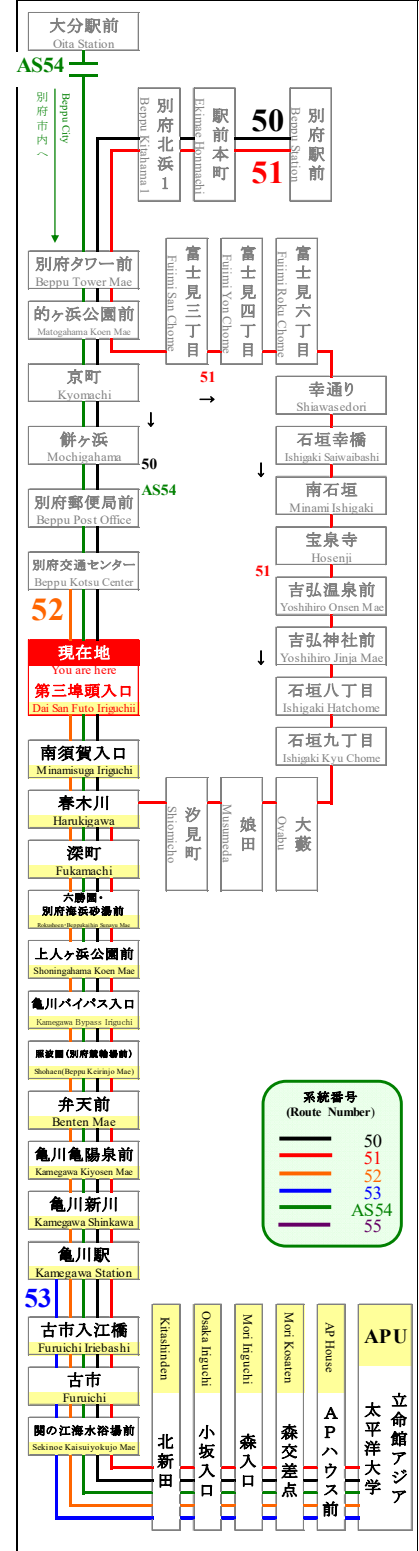 大分駅前
Oita Station
AS54
Beppu City
別府市内へ
別府北浜1
Beppu Kitahama 1
駅前本町
Ekimae Honmachi
50
51
別府駅前
Beppu Station
別府タワー前
Beppu Tower Mae
的ヶ浜公園前
Matogahama Koen Mae
富士見三丁目
Fujimi San Chome
富士見四丁目
Fujimi Yon Chome
富士見六丁目
Fujimi Roku Chome
51
→
京町
Kyomachi
↓
餅ヶ浜
Mochigahama
50
AS54
別府郵便局前
Beppu Post Office
別府交通センター
Beppu Kotsu Center
52
幸通り
Shiawasedori
石垣幸橋
Ishigaki Saiwaibashi
↓
南石垣
Minami Ishigaki
宝泉寺
Hosenji
51
吉弘温泉前
Yoshihiro Onsen Mae
吉弘神社前
Yoshihiro Jinja Mae
↓
石垣八丁目
Ishigaki Hatchome
石垣九丁目
Ishigaki Kyu Chome
現在地
You are here
第三埠頭入口
Dai San Futo Iriguchii
南須賀入口
Minamisuga Iriguchi
春木川
Harukigawa
汐見町
Shiomicho
娘田
Musumeda
大藪
Oyabu
深町
Fukamachi
六勝園・
別府海浜砂湯前
Rokushoen・Beppukaihin Sunayu Mae
上人ヶ浜公園前
Shoningahama Koen Mae
亀川バイパス入口
Kamegawa Bypass Iriguchi
照波園(別府競輪場前)
Shohaen(Beppu Keirinjo Mae)
弁天前
Benten Mae
亀川亀陽泉前
Kamegawa Kiyosen Mae
亀川新川
Kamegawa Shinkawa
亀川駅
Kamegawa Station
系統番号
(Route Number)
50
51
52
53
AS54
55
53
古市入江橋
Furuichi Iriebashi
古市
Furuichi
関の江海水浴場前
Sekinoe Kaisuiyokujo Mae
Kitashinden
北新田
Osaka Iriguchi
小坂入口
Mori Iriguchi
森入口
Mori Kosaten
森交差点
AP House
APハウス前
APU
立命館アジア
太平洋大学